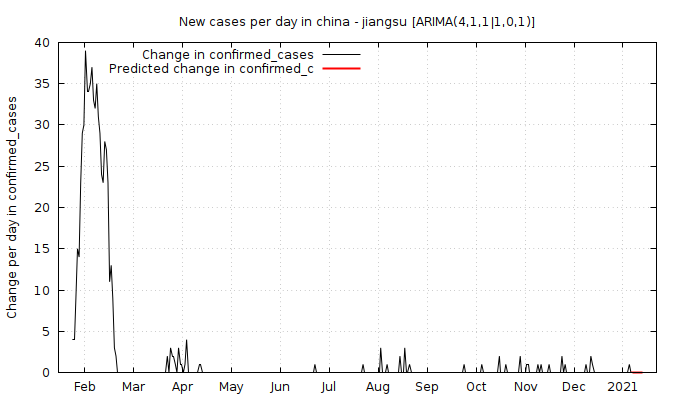 New cases per day in china - jiangsu [ARIMA(4,1,1|1,0,1)]
Change in confirmed_cases
Predicted change in confirmed_c
Change per day in confirmed_cases
40
35
30
25
20
15
10
5
0
Feb Mar Apr May Jun Jul Aug Sep Oct Nov Dec 2021